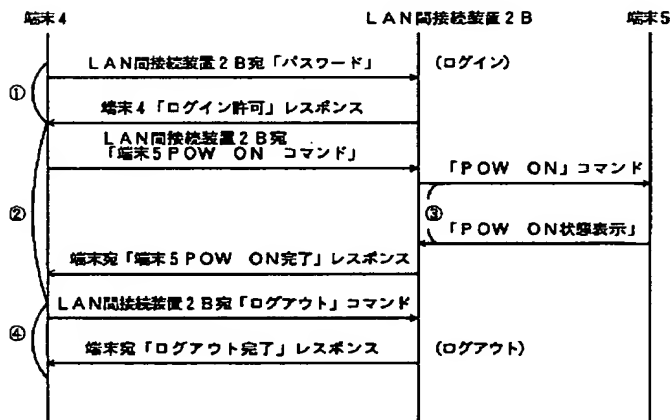 端末4 LAN間接続装置2B 端末5
LAN間接続装置2B宛「パスワード」 (ログイン)
①
端末4「ログイン許可」レスポンス
LAN間接続装置2B宛
「端末5POW ON コマンド」
「POW ON」コマンド
② ③
「POW ON状態表示」
端末宛「端末5POW ON完了」レスポンス
LAN間接続装置2B宛「ログアウト」コマンド
④
端末宛「ログアウト完了」レスポンス (ログアウト)